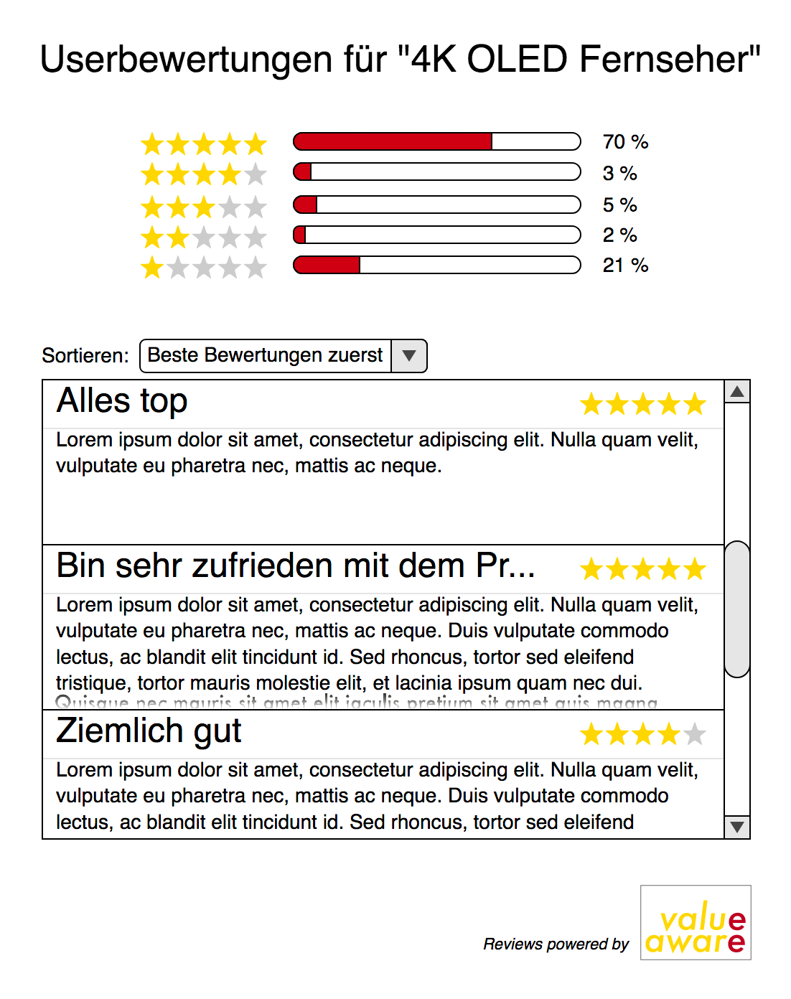 Userbewertungen für "4K OLED Fernseher"
70 %
3 %
5 %
2 %
21 %
Sortieren: Beste Bewertungen zuerst
Alles top
Lorem ipsum dolor sit amet, consectetur adipiscing elit. Nulla quam velit,
vulputate eu pharetra nec, mattis ac neque.
Bin sehr zufrieden mit dem Pr...
Lorem ipsum dolor sit amet, consectetur adipiscing elit. Nulla quam velit,
vulputate eu pharetra nec, mattis ac neque. Duis vulputate commodo
lectus, ac blandit elit tincidunt id. Sed rhoncus, tortor sed eleifend
tristique, tortor mauris molestie elit, et lacinia ipsum quam nec dui.
Quisque nec mauris sit amet elit iaculis pretium sit amet quis magna
Ziemlich gut
Lorem ipsum dolor sit amet, consectetur adipiscing elit. Nulla quam velit,
vulputate eu pharetra nec, mattis ac neque. Duis vulputate commodo
lectus, ac blandit elit tincidunt id. Sed rhoncus, tortor sed eleifend
Reviews powered by
value
aware